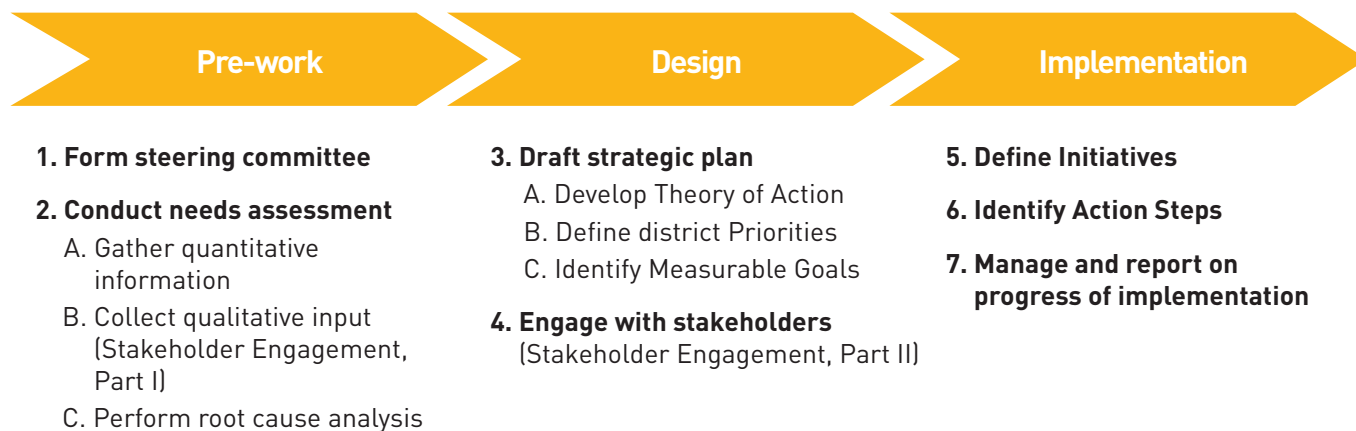 Pre-work
1. Form steering committee
2. Conduct needs assessment
A. Gather quantitative
information
B. Collect qualitative input
(Stakeholder Engagement,
Part I)
C. Perform root cause analysis
Design
3. Draft strategic plan
A. Develop Theory of Action
B. Define district Priorities
C. Identify Measurable Goals
4. Engage with stakeholders
(Stakeholder Engagement, Part II)
Implementation
5. Define Initiatives
6. Identify Action Steps
7. Manage and report on
progress of implementation